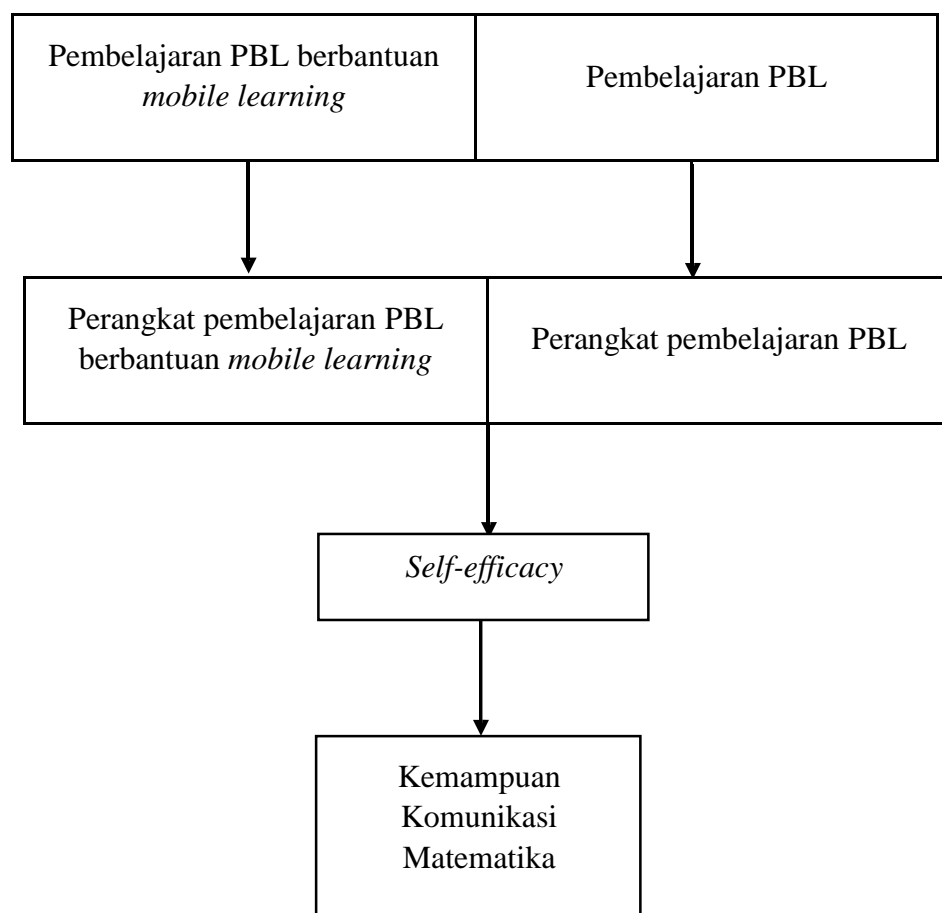 Pembelajaran PBL berbantuan
mobile learning
Pembelajaran PBL
Perangkat pembelajaran PBL
berbantuan mobile learning
Perangkat pembelajaran PBL
Self-efficacy
Kemampuan
Komunikasi
Matematika